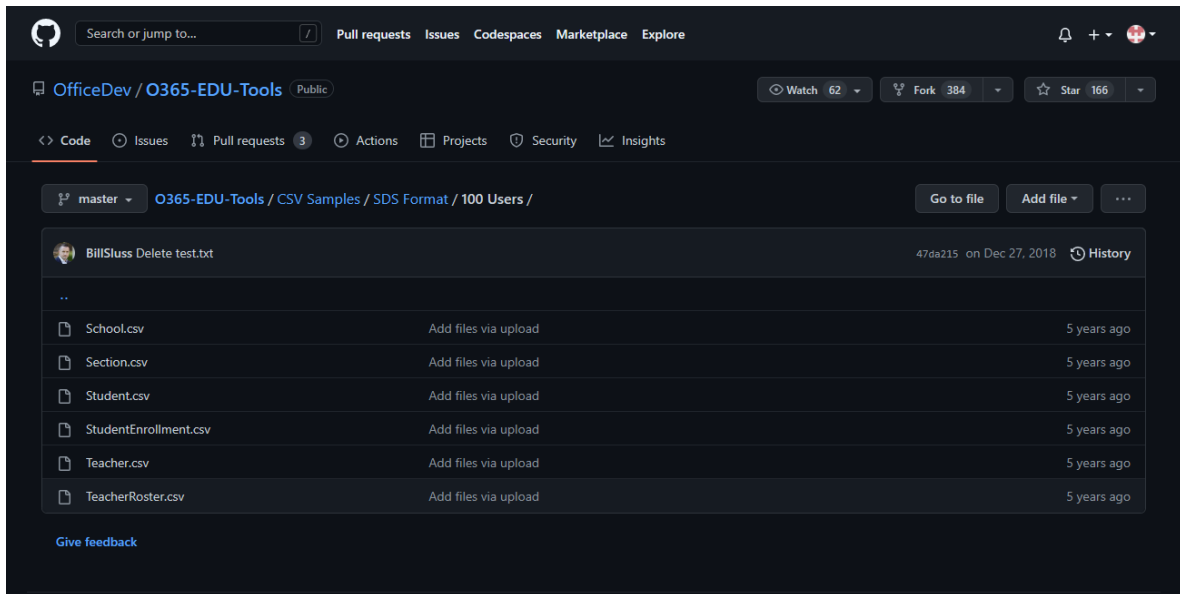 Search or jump to... / Pull requests Issues Codespaces Marketplace Explore
OfficeDev / O365-EDU-Tools Public Watch 62 Fork 384 Star 166
Code Issues Pull requests 3 Actions Projects Security Insights
master O365-EDU-Tools / CSV Samples / SDS Format / 100 Users / Go to file Add file ...
BillSluss Delete test.txt 47da215 on Dec 27, 2018 History
..
School.csv Add files via upload 5 years ago
Section.csv Add files via upload 5 years ago
Student.csv Add files via upload 5 years ago
StudentEnrollment.csv Add files via upload 5 years ago
Teacher.csv Add files via upload 5 years ago
TeacherRoster.csv Add files via upload 5 years ago
Give feedback